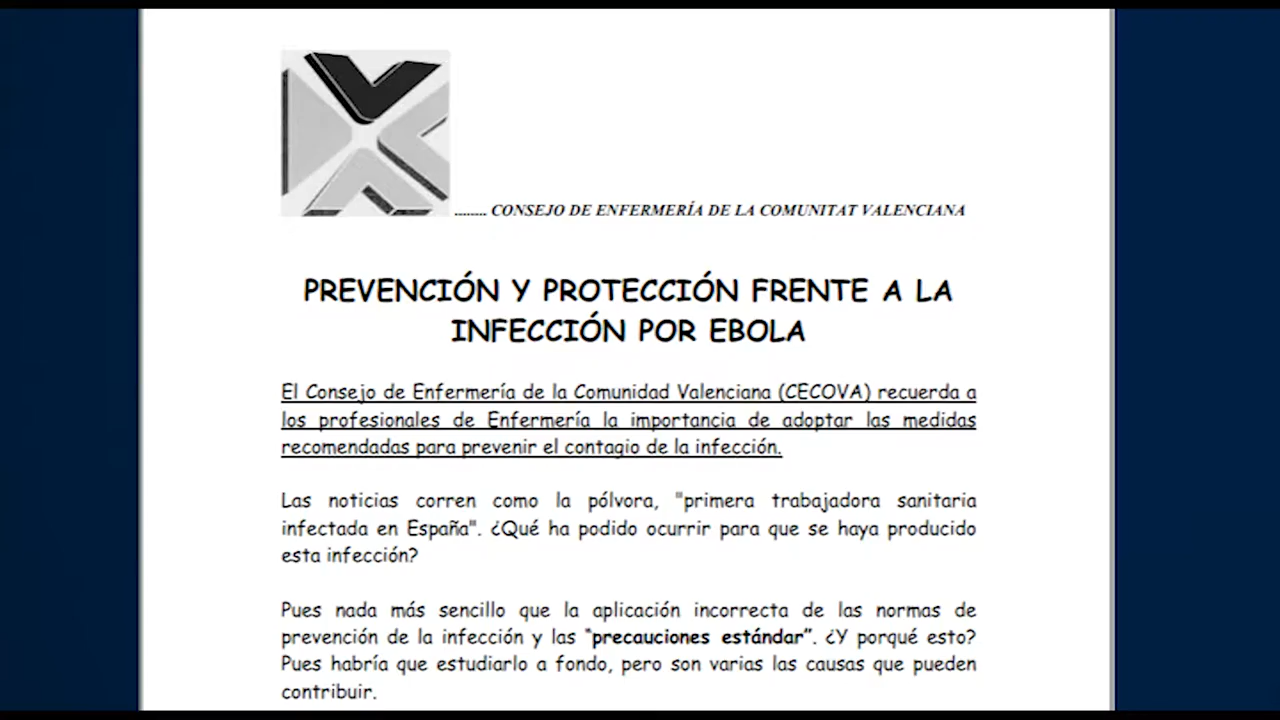 ........ CONSEJO DE ENFERMERÍA DE LA COMUNITAT VALENCIANA
PREVENCIÓN Y PROTECCIÓN FRENTE A LA
INFECCIÓN POR EBOLA
El Consejo de Enfermería de la Comunidad Valenciana (CECOVA) recuerda a
los profesionales de Enfermería la importancia de adoptar las medidas
recomendadas para prevenir el contagio de la infección.
Las noticias corren como la pólvora, "primera trabajadora sanitaria
infectada en España". ¿Qué ha podido ocurrir para que se haya producido
esta infección?
Pues nada más sencillo que la aplicación incorrecta de las normas de
prevención de la infección y las “precauciones estándar”. ¿Y porqué esto?
Pues habría que estudiarlo a fondo, pero son varias las causas que pueden
contribuir.